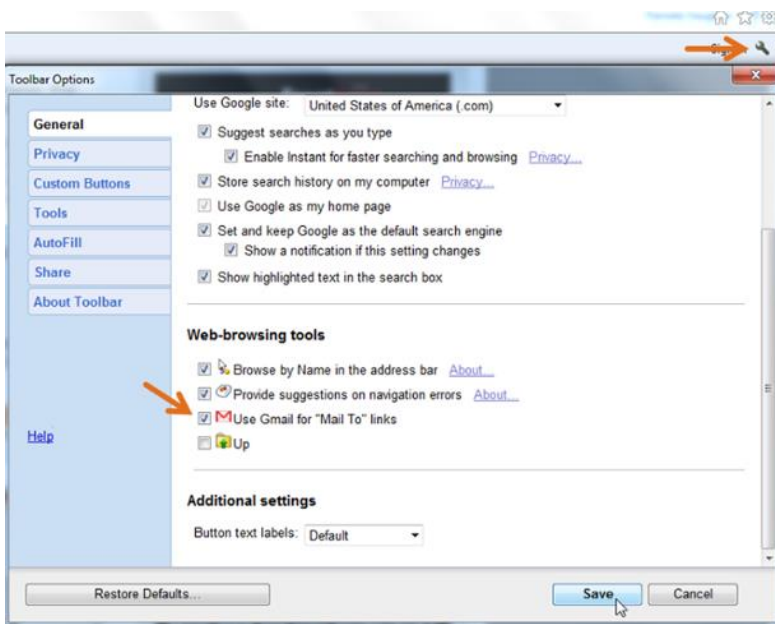 Toolbar Options
General
Privacy
Custom Buttons
Tools
AutoFill
Share
About Toolbar
Help
Use Google site: United States of America (.com)
Suggest searches as you type
Enable Instant for faster searching and browsing Privacy...
Store search history on my computer Privacy...
Use Google as my home page
Set and keep Google as the default search engine
Show a notification if this setting changes
Show highlighted text in the search box
Web-browsing tools
Browse by Name in the address bar About...
Provide suggestions on navigation errors About...
Use Gmail for "Mail To" links
Up
Additional settings
Button text labels: Default
Restore Defaults...
Save
Cancel